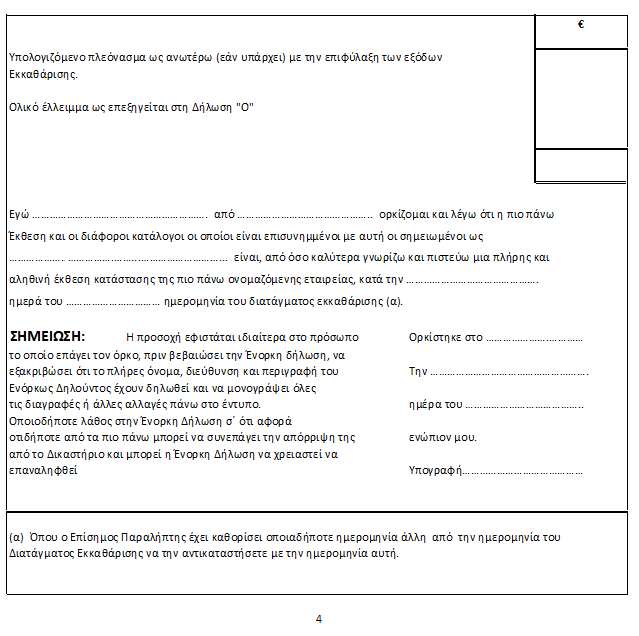 €
Υπολογιζόμενο πλεόνασμα ως ανωτέρω (εάν υπάρχει) με την επιφύλαξη των εξόδων
Εκκαθάρισης.
Ολικό έλλειμμα ως επεξηγείται στη Δήλωση "Ο"
Εγώ ………………………………………………….. από ……………………………………… ορκίζομαι και λέγω ότι η πιο πάνω
Έκθεση και οι διάφοροι κατάλογοι οι οποίοι είναι επισυνημμένοι με αυτή οι σημειωμένοι ως
……………….. ……………………………………………… είναι, από όσο καλύτερα γνωρίζω και πιστεύω μια πλήρης και
αληθινή έκθεση κατάστασης της πιο πάνω ονομαζόμενης εταιρείας, κατά την …………………………………….
ημερά του ………………………….. ημερομηνία του διατάγματος εκκαθάρισης (α).
ΣΗΜΕΙΩΣΗ: Η προσοχή εφιστάται ιδιαίτερα στο πρόσωπο
το οποίο επάγει τον όρκο, πριν βεβαιώσει την Ένορκη δήλωση, να
εξακριβώσει ότι το πλήρες όνομα, διεύθυνση και περιγραφή του
Ενόρκως Δηλούντος έχουν δηλωθεί και να μονογράψει όλες
τις διαγραφές ή άλλες αλλαγές πάνω στο έντυπο.
Οποιοδήποτε λάθος στην Ένορκη Δήλωση σ΄ ότι αφορά
οτιδήποτε από τα πιο πάνω μπορεί να συνεπάγει την απόρριψη της
από το Δικαστήριο και μπορεί η Ένορκη Δήλωση να χρειαστεί να
επαναληφθεί
Ορκίστηκε στο ……………………………
Την …………………………………………….
ημέρα του …………………………………
ενώπιον μου.
Υπογραφή…………………………………
(α) Όπου ο Επίσημος Παραλήπτης έχει καθορίσει οποιαδήποτε ημερομηνία άλλη από την ημερομηνία του
Διατάγματος Εκκαθάρισης να την αντικαταστήσετε με την ημερομηνία αυτή.
4